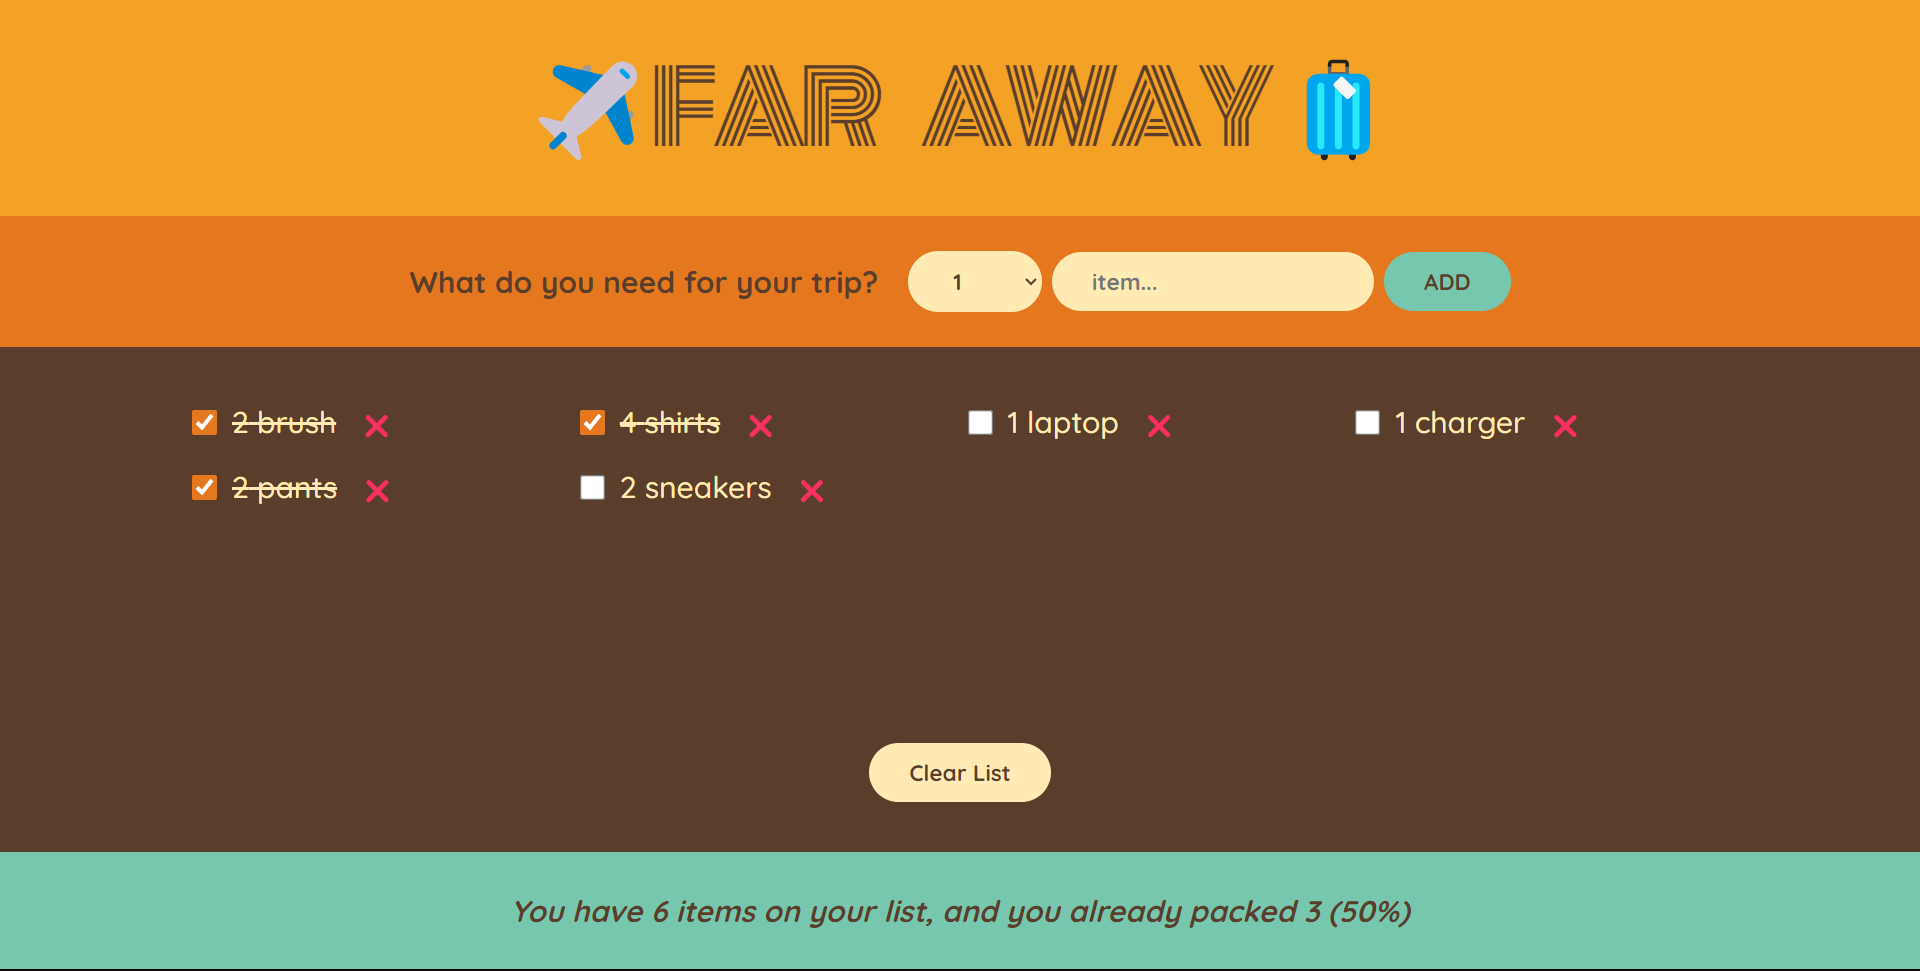 FAR AWAY
What do you need for your trip? 1 item... ADD
2 brush 4 shirts 1 laptop 1 charger
2 pants 2 sneakers
Clear List
You have 6 items on your list, and you already packed 3 (50%)